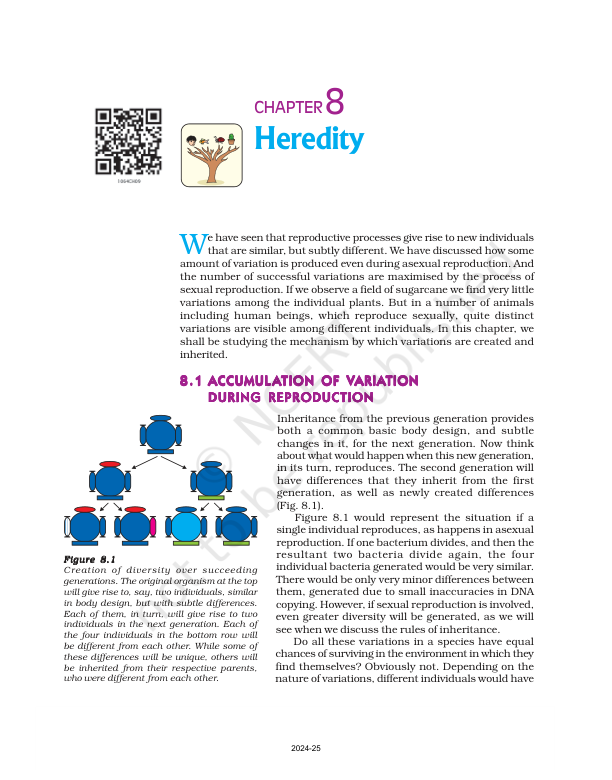 CHAPTER 8
Heredity
1064CH09
We have seen that reproductive processes give rise to new individuals
that are similar, but subtly different. We have discussed how some
amount of variation is produced even during asexual reproduction. And
the number of successful variations are maximised by the process of
sexual reproduction. If we observe a field of sugarcane we find very little
variations among the individual plants. But in a number of animals
including human beings, which reproduce sexually, quite distinct
variations are visible among different individuals. In this chapter, we
shall be studying the mechanism by which variations are created and
inherited.
8.1 ACCUMULATION OF VARIATION
DURING REPRODUCTION
Inheritance from the previous generation provides
both a common basic body design, and subtle
changes in it, for the next generation. Now think
about what would happen when this new generation,
in its turn, reproduces. The second generation will
have differences that they inherit from the first
generation, as well as newly created differences
(Fig. 8.1).
Figure 8.1 would represent the situation if a
single individual reproduces, as happens in asexual
reproduction. If one bacterium divides, and then the
resultant two bacteria divide again, the four
individual bacteria generated would be very similar.
There would be only very minor differences between
them, generated due to small inaccuracies in DNA
copying. However, if sexual reproduction is involved,
even greater diversity will be generated, as we will
see when we discuss the rules of inheritance.
Do all these variations in a species have equal
chances of surviving in the environment in which they
find themselves? Obviously not. Depending on the
nature of variations, different individuals would have
Figure 8.1
Creation of diversity over succeeding
generations. The original organism at the top
will give rise to, say, two individuals, similar
in body design, but with subtle differences.
Each of them, in turn, will give rise to two
individuals in the next generation. Each of
the four individuals in the bottom row will
be different from each other. While some of
these differences will be unique, others will
be inherited from their respective parents,
who were different from each other.
© NCERT
not to be republished
2024-25